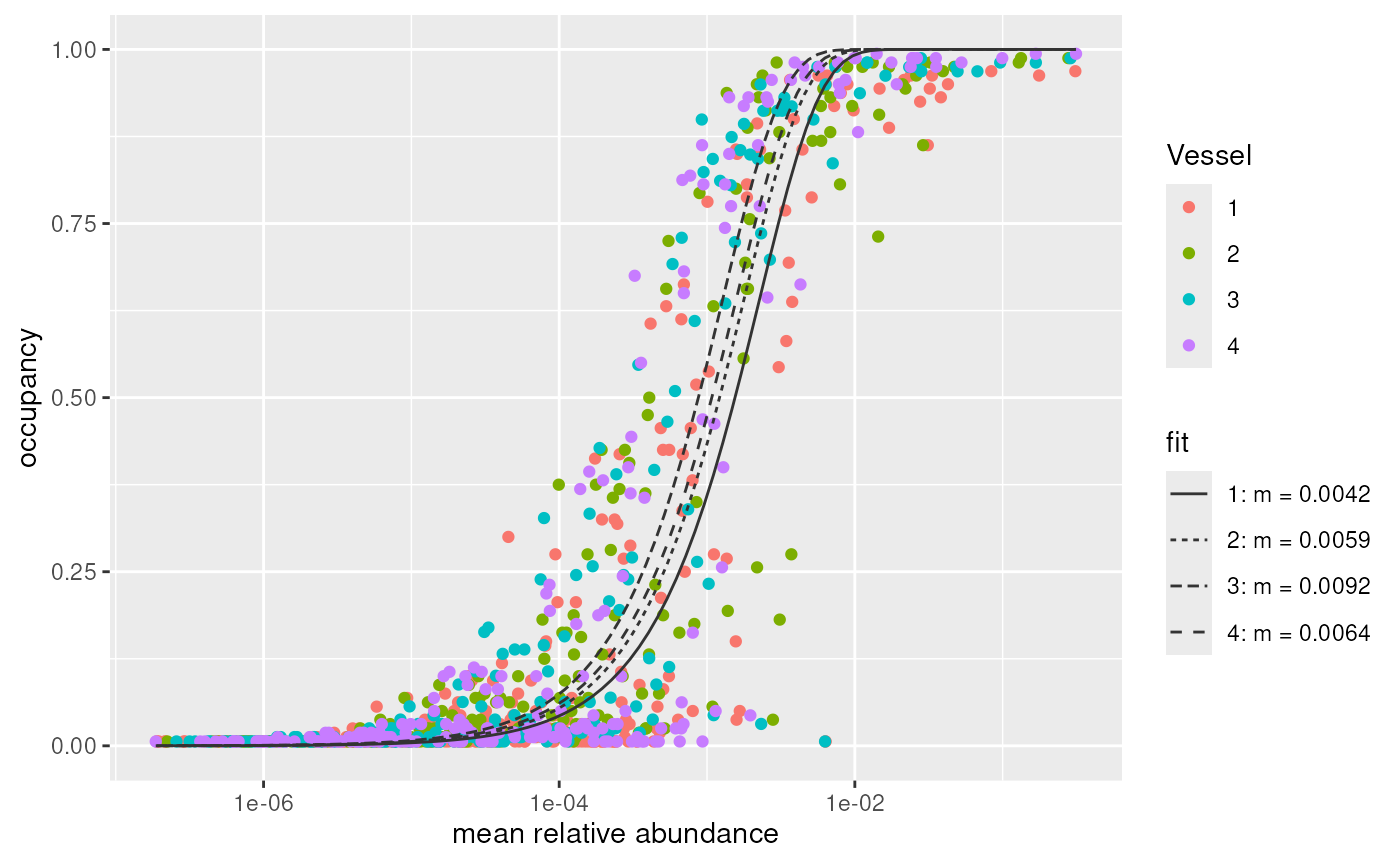 1.00
0.75
0.50
0.25
0.00
occupancy
1e-06
1e-04
1e-02
mean relative abundance
Vessel
1
2
3
4
fit
1: m = 0.0042
2: m = 0.0059
3: m = 0.0092
4: m = 0.0064